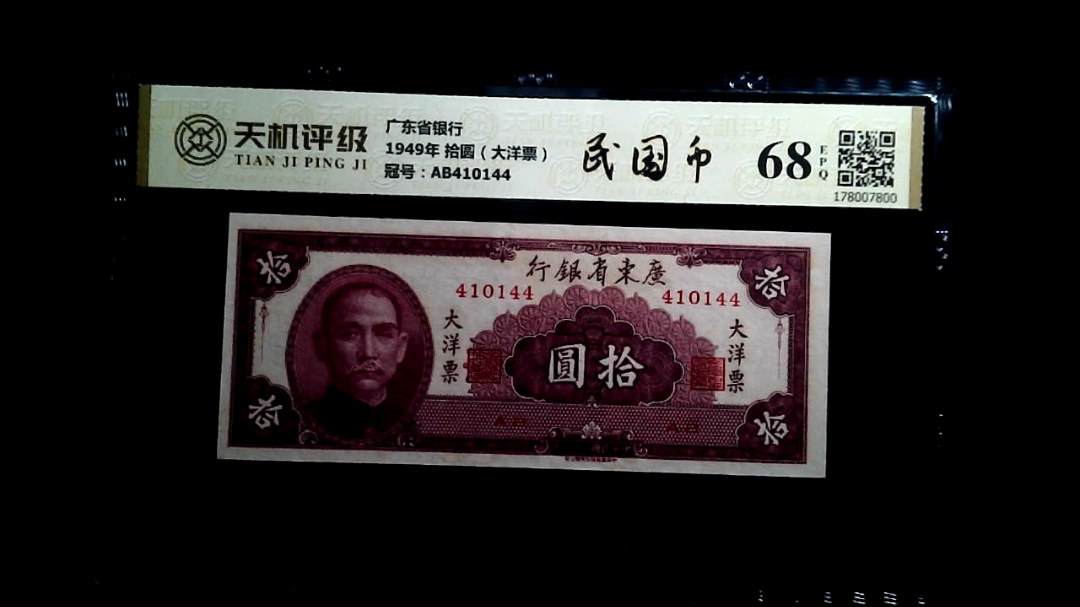 天机评级
TIAN JI PING JI
广东省银行
1949年 拾圆（大洋票）
冠号：AB410144
民国币
68
EPQ
178007800
行銀省東廣
410144
410144
拾
拾
大洋票
大洋票
圓拾
拾
拾